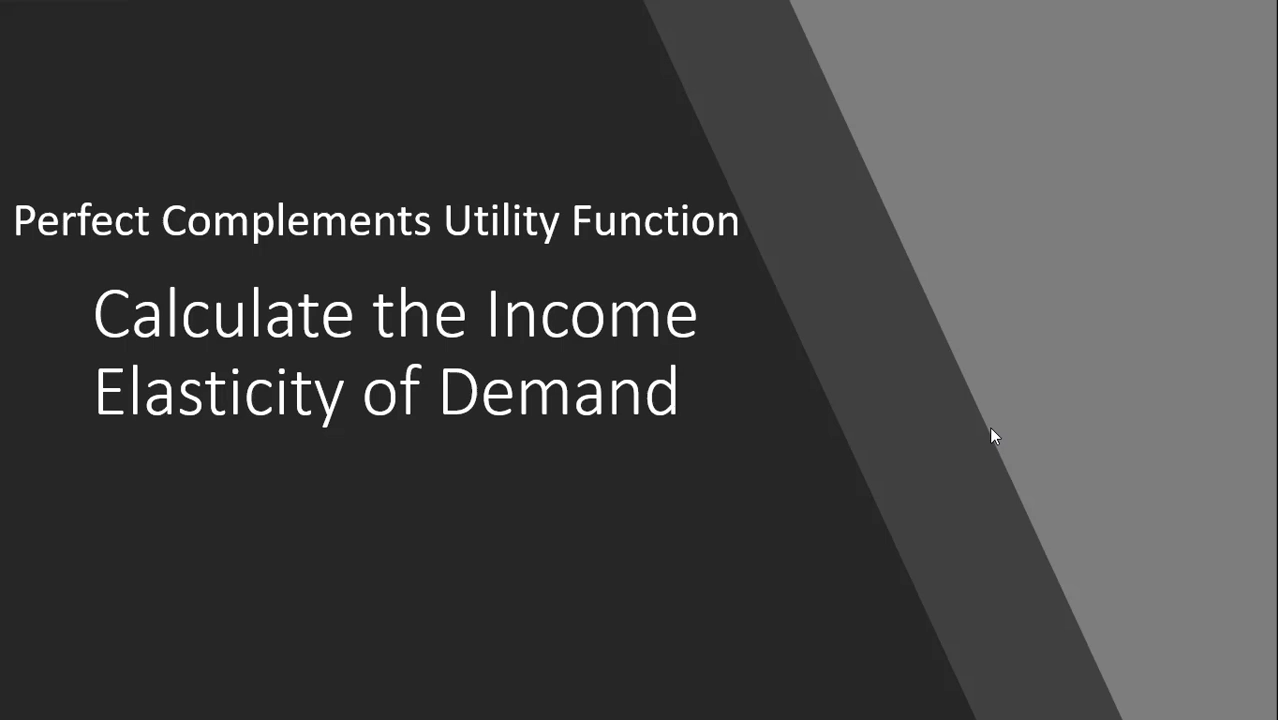 Perfect Complements Utility Function
Calculate the Income
Elasticity of Demand